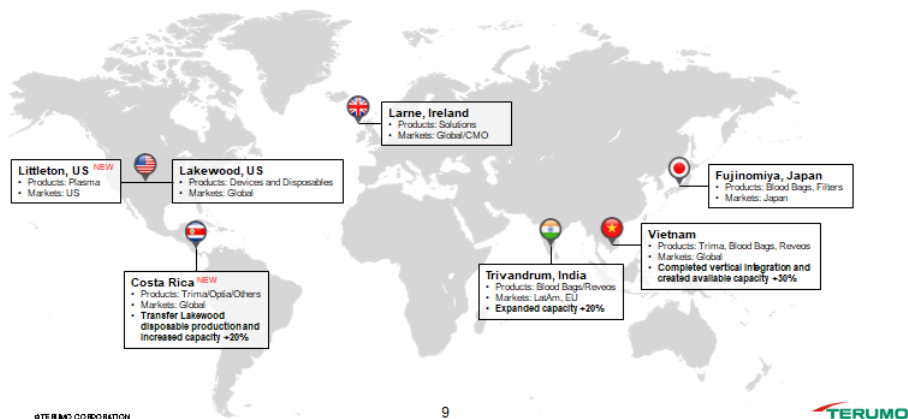 Larne, Ireland
• Products: Solutions
• Markets: Global/CMO
Littleton, US NEW
• Products: Plasma
• Markets: US
Lakewood, US
• Products: Devices and Disposables
• Markets: Global
Fujinomiya, Japan
• Products: Blood Bags, Filters
• Markets: Japan
Costa Rica NEW
• Products: Trima/Optia/Others
• Markets: Global
• Transfer Lakewood
disposable production and
increased capacity +20%
Trivandrum, India
• Products: Blood Bags/Reveos
• Markets: LatAm, EU
• Expanded capacity +20%
Vietnam
• Products: Trima, Blood Bags, Reveos
• Markets: Global
• Completed vertical integration and
created available capacity +30%
©TERUMO CORPORATION
9
TERUMO